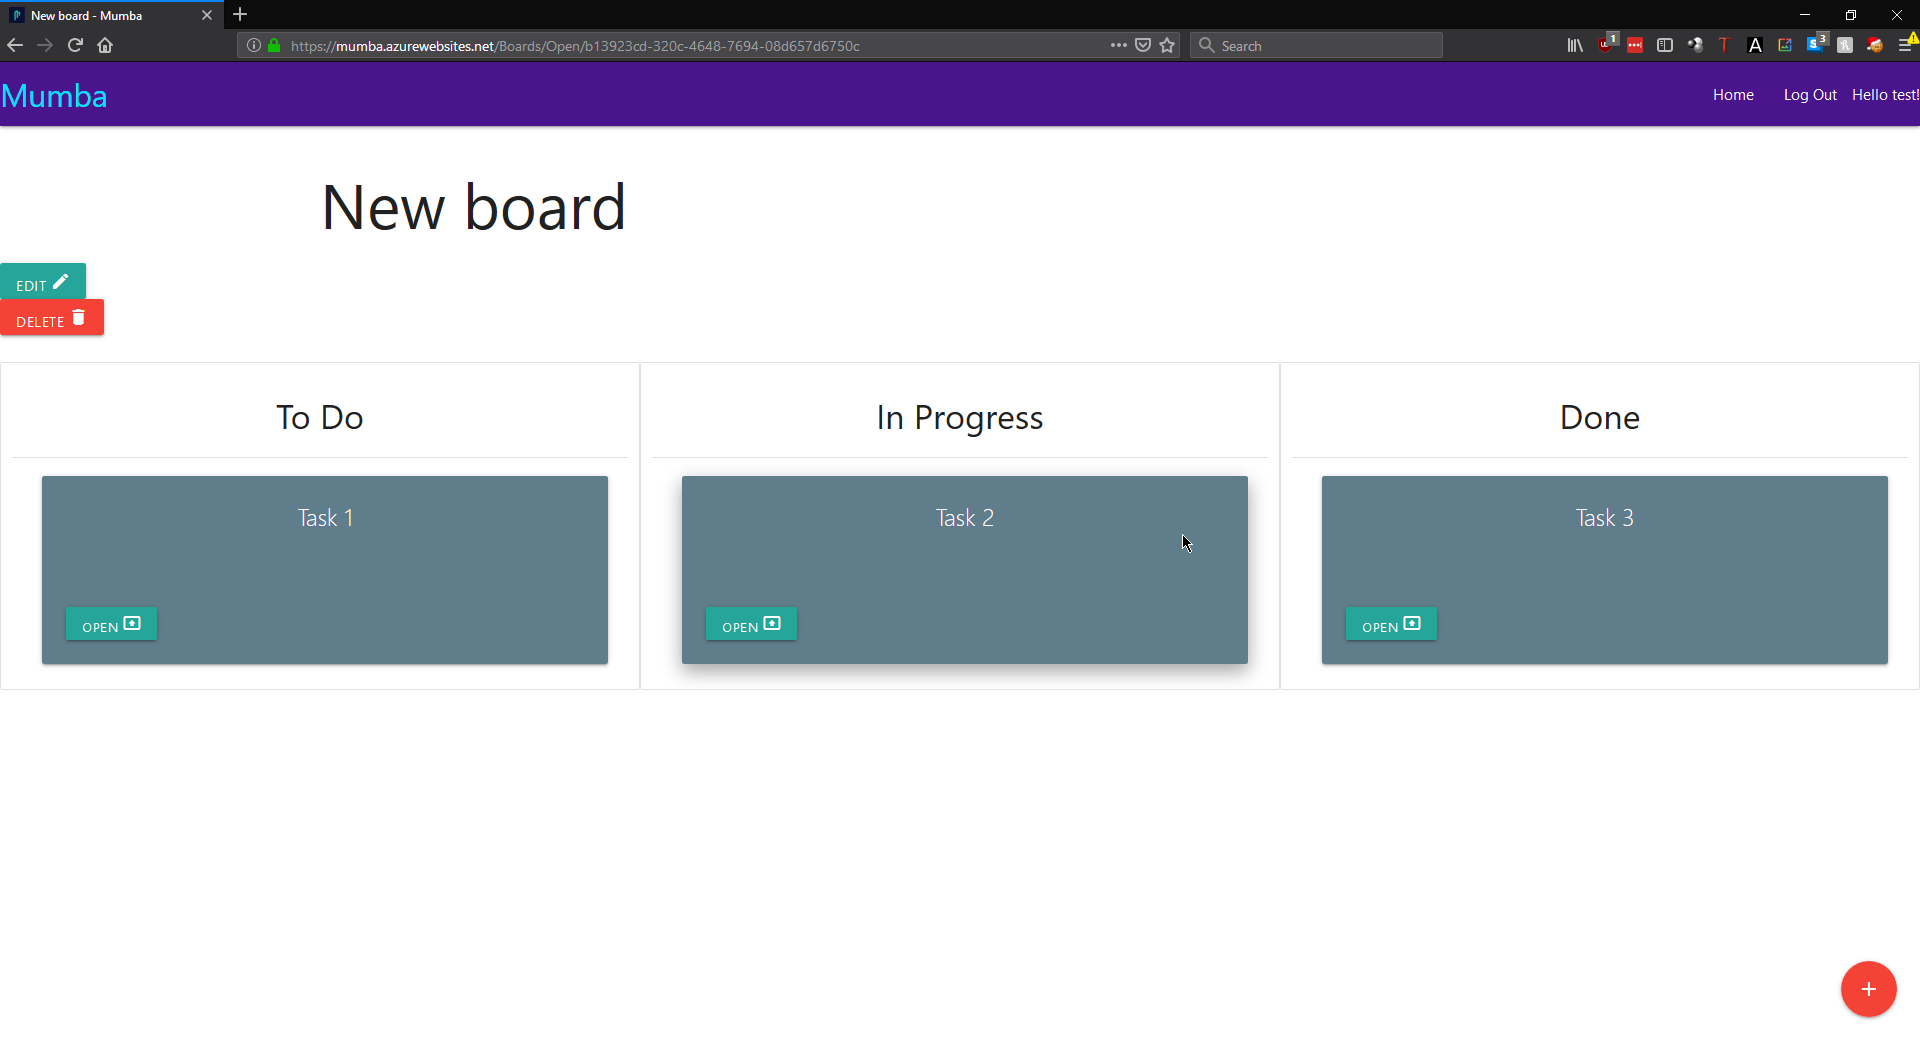 New board - Mumba
https://mumba.azurewebsites.net/Boards/Open/b13923cd-320c-4648-7694-08d657d6750c
Search
1
3
Mumba
Home
Log Out
Hello test!
New board
EDIT
DELETE
To Do
In Progress
Done
Task 1
Task 2
Task 3
OPEN
OPEN
OPEN